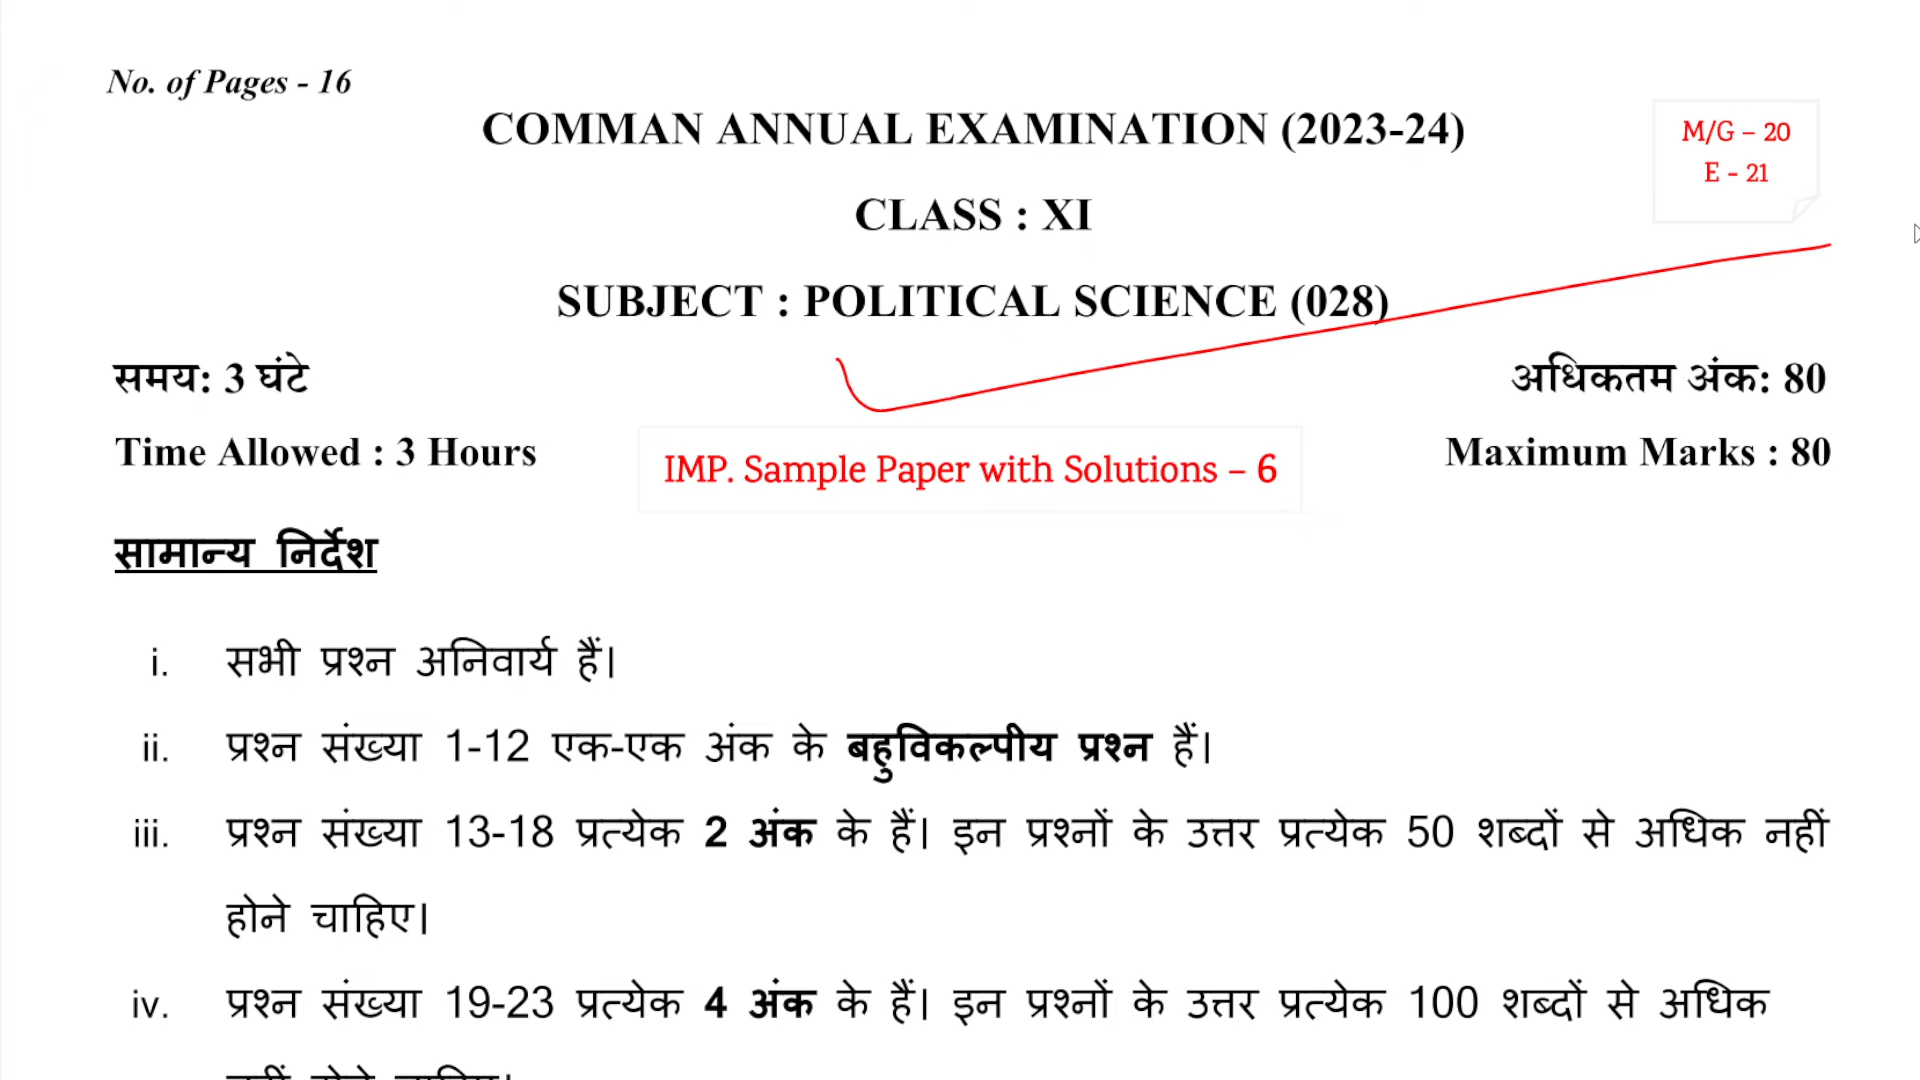 No. of Pages - 16
COMMAN ANNUAL EXAMINATION (2023-24)
M/G – 20
E – 21
CLASS : XI
SUBJECT : POLITICAL SCIENCE (028)
समय: 3 घंटे
अधिकतम अंक: 80
Time Allowed : 3 Hours
IMP. Sample Paper with Solutions – 6
Maximum Marks : 80
सामान्य निर्देश
i. सभी प्रश्न अनिवार्य हैं।
ii. प्रश्न संख्या 1-12 एक-एक अंक के बहुविकल्पीय प्रश्न हैं।
iii. प्रश्न संख्या 13-18 प्रत्येक 2 अंक के हैं। इन प्रश्नों के उत्तर प्रत्येक 50 शब्दों से अधिक नहीं
होने चाहिए।
iv. प्रश्न संख्या 19-23 प्रत्येक 4 अंक के हैं। इन प्रश्नों के उत्तर प्रत्येक 100 शब्दों से अधिक